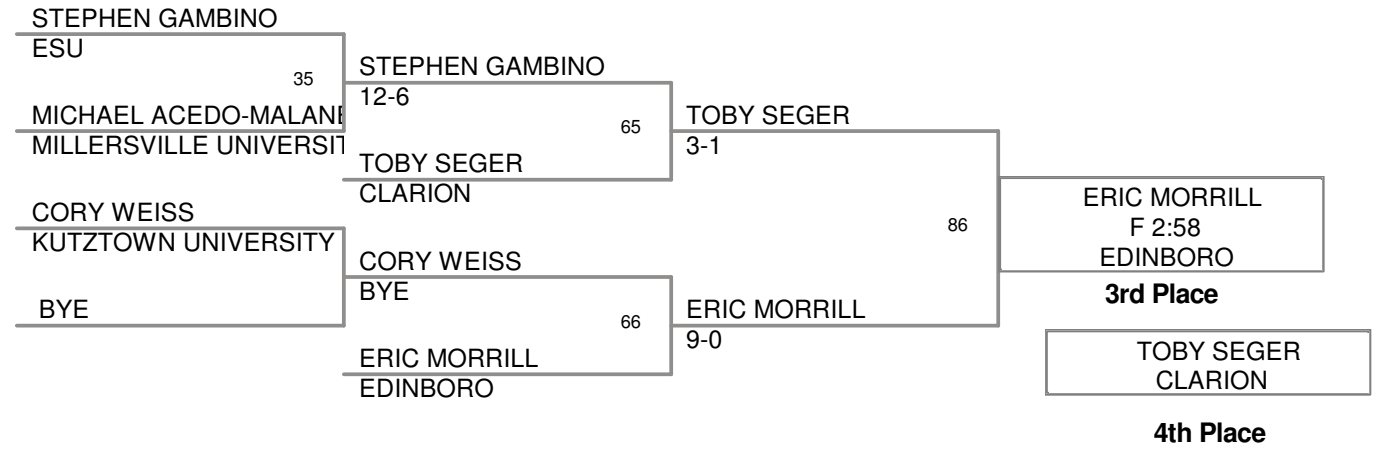 STEPHEN GAMBINO
ESU
35
MICHAEL ACEDO-MALANE
MILLERSVILLE UNIVERSIT
CORY WEISS
KUTZTOWN UNIVERSITY
BYE
STEPHEN GAMBINO
12-6
65
TOBY SEGER
CLARION
CORY WEISS
BYE
66
ERIC MORRILL
EDINBORO
TOBY SEGER
3-1
86
ERIC MORRILL
9-0
ERIC MORRILL
F 2:58
EDINBORO
3rd Place
TOBY SEGER
CLARION
4th Place